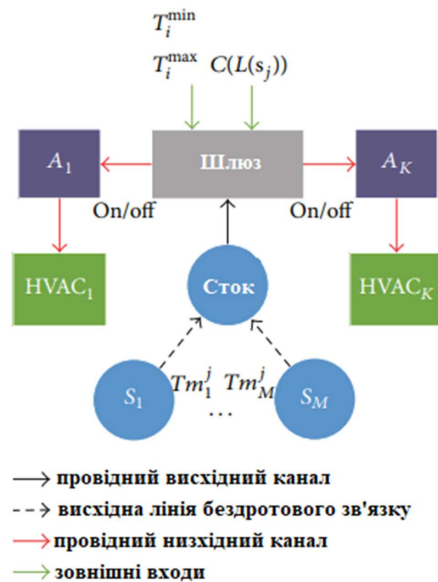 T_i^min
T_i^max C(L(s_j))
A_1 Шлюз A_K
On/off On/off
HVAC_1 Сток HVAC_K
S_1 Tm_1^j Tm_M^j S_M
...
провідний висхідний канал
висхідна лінія бездротового зв'язку
провідний низхідний канал
зовнішні входи